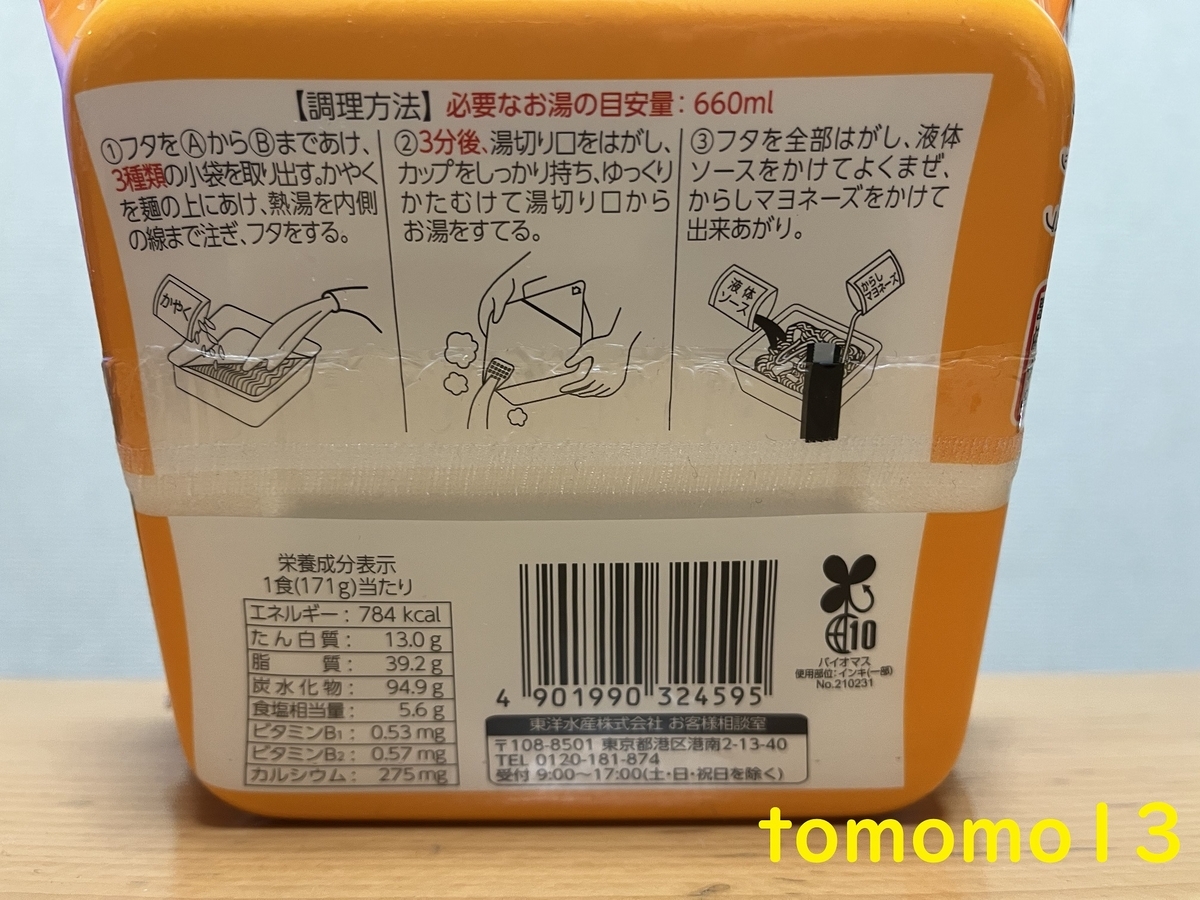 【調理方法】必要なお湯の目安量：660ml
①フタをⒶからⒷまであけ、
3種類の小袋を取り出す。かやく
を麺の上にあけ、熱湯を内側
の線まで注ぎ、フタをする。
②3分後、湯切り口をはがし、
カップをしっかり持ち、ゆっくり
かたむけて湯切り口から
お湯をすてる。
③フタを全部はがし、液体
ソースをかけてよくまぜ、
からしマヨネーズをかけて
出来あがり。
かやく
液体
ソース
からし
マヨネーズ
栄養成分表示
1食(171g)当たり
エネルギー：784 kcal
たん白質：13.0 g
脂質：39.2 g
炭水化物：94.9 g
食塩相当量：5.6 g
ビタミンB1：0.53 mg
ビタミンB2：0.57 mg
カルシウム：275 mg
4 901990 324595
10
バイオマス
使用部位：インキ(一部)
No.210231
東洋水産株式会社 お客様相談室
〒108-8501 東京都港区港南2-13-40
TEL 0120-181-874
受付 9:00〜17:00(土・日・祝日を除く)
tomomo13